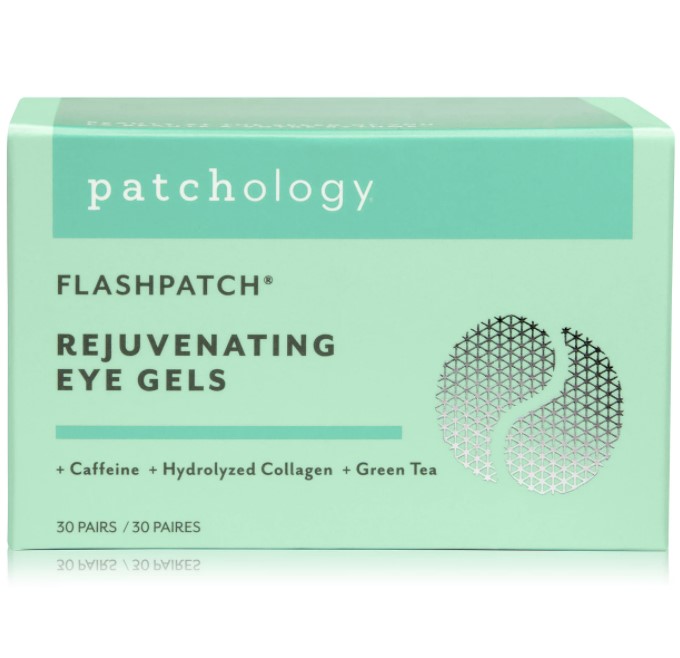 patchology
FLASHPATCH®
REJUVENATING
EYE GELS
+ Caffeine + Hydrolyzed Collagen + Green Tea
30 PAIRS / 30 PAIRES